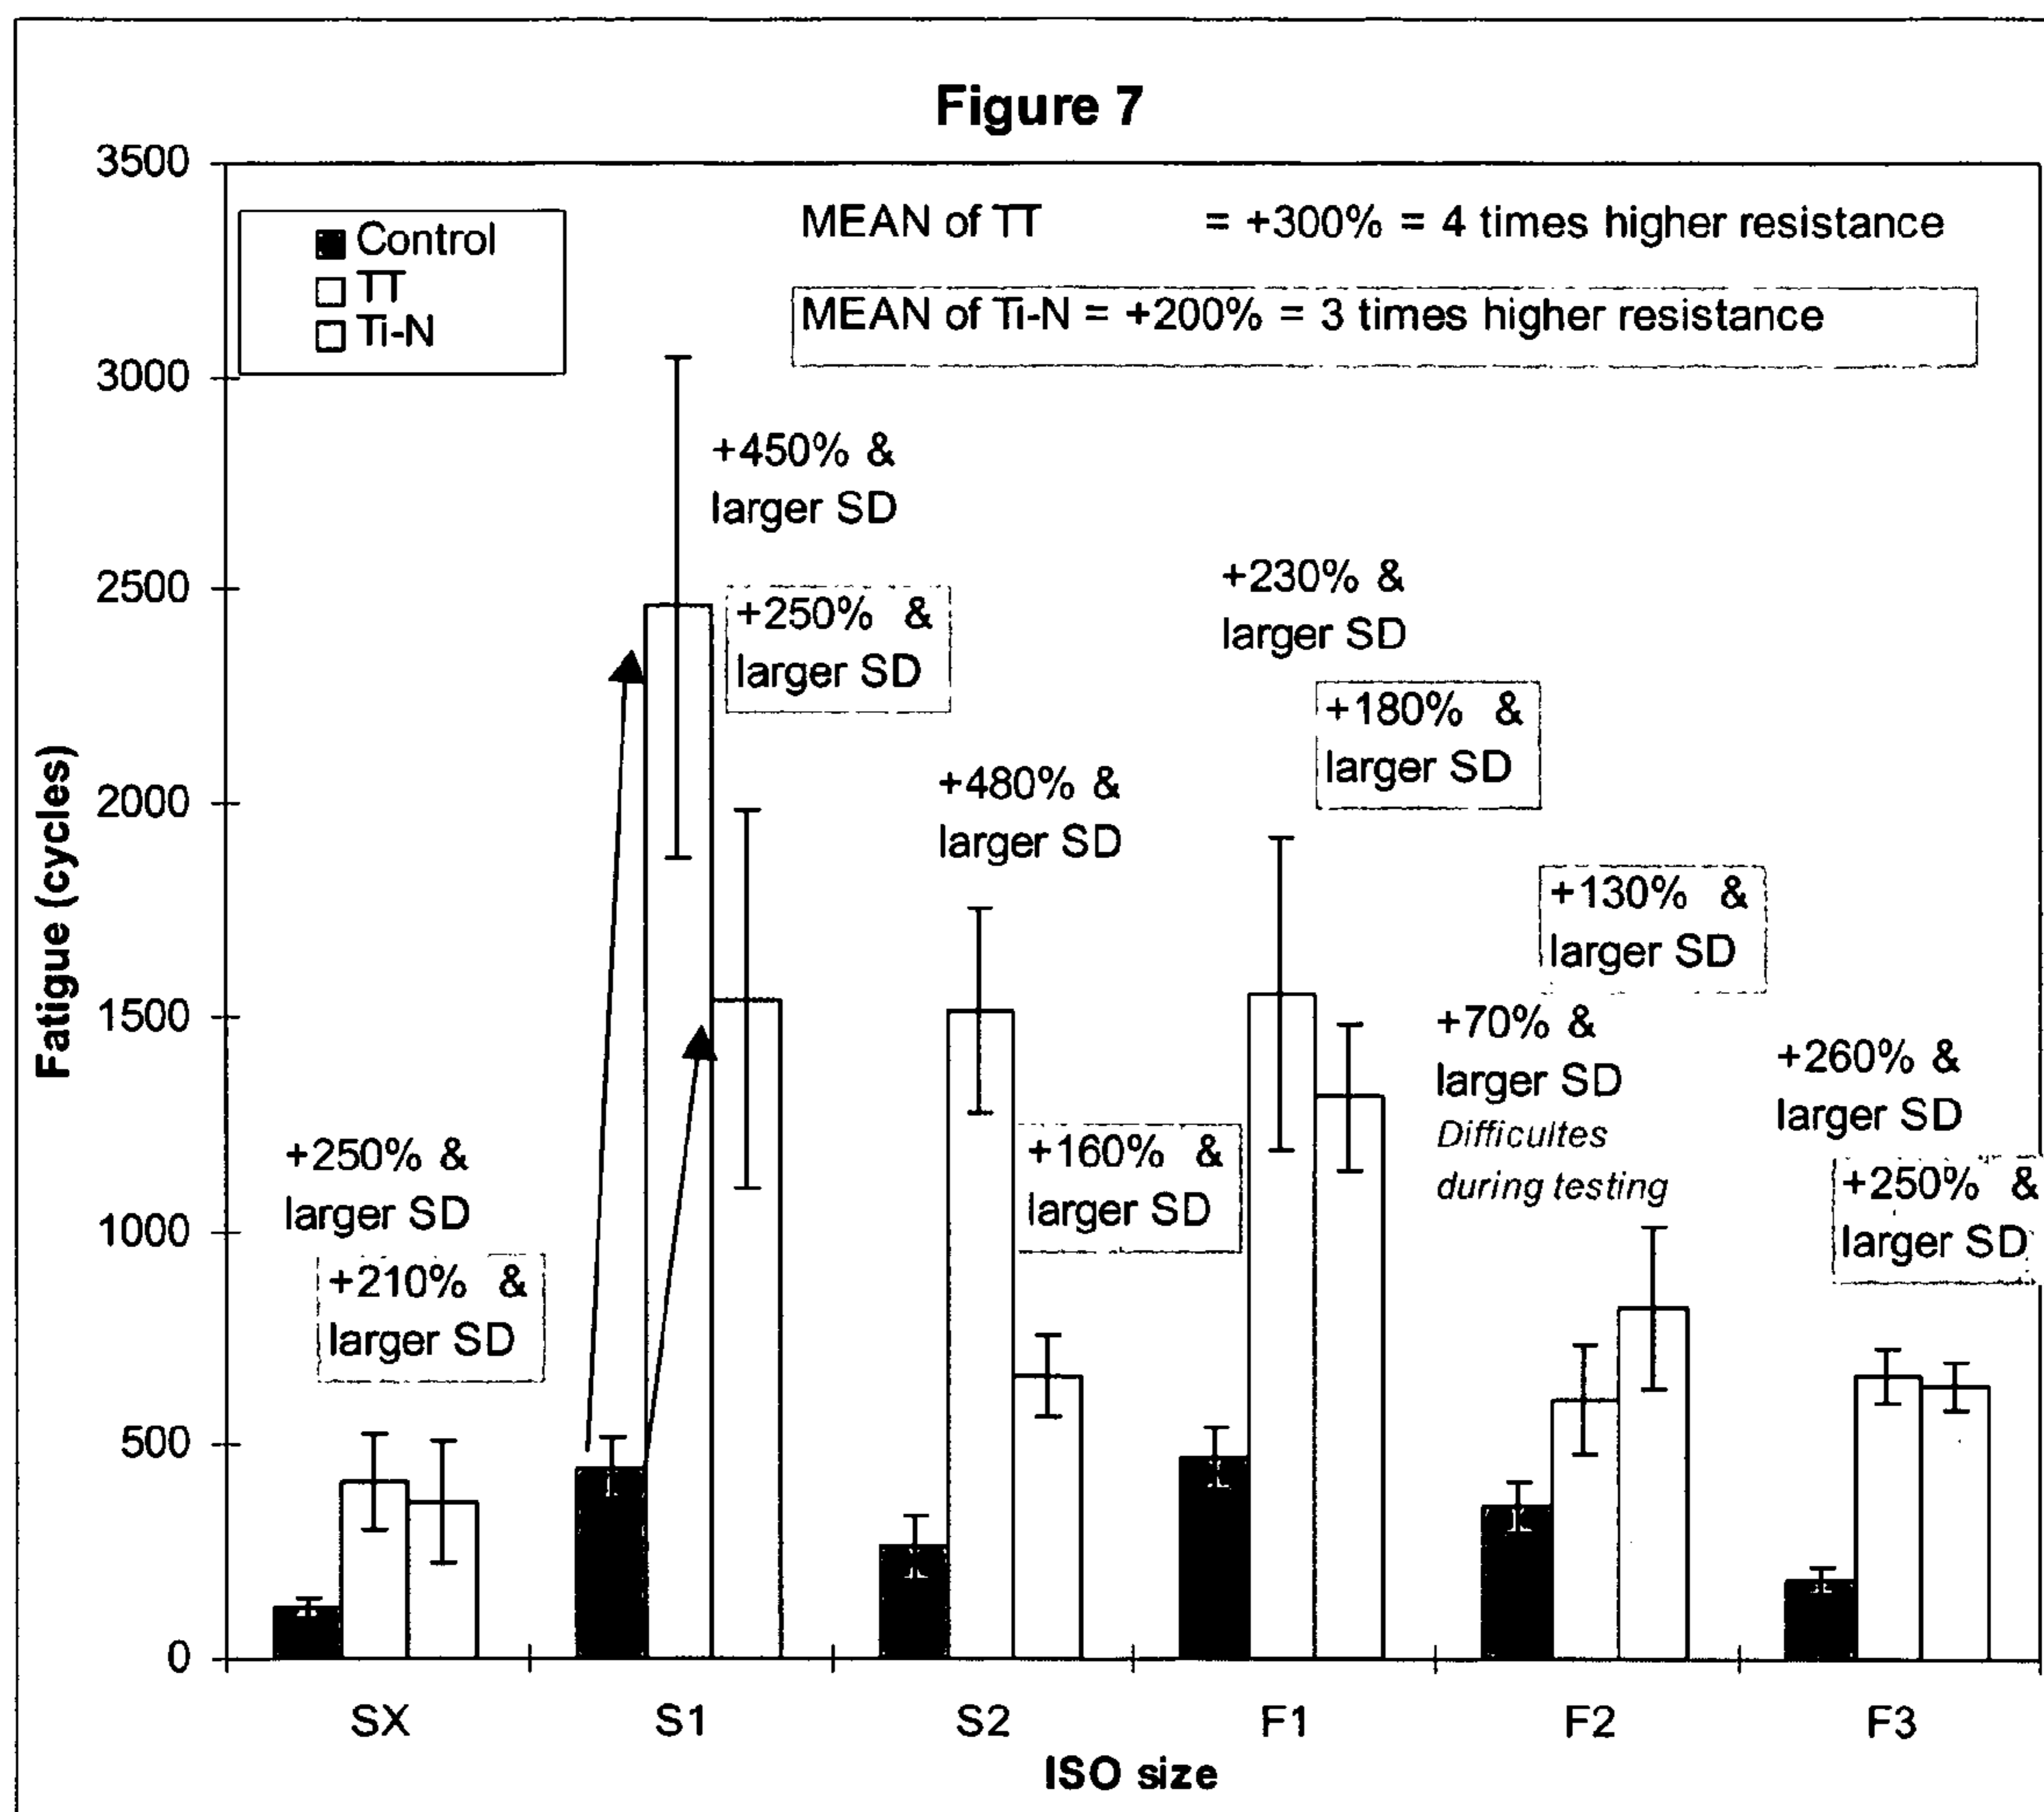 Figure 7
3500
3000
2500
2000
1500
1000
500
0
Fatigue (cycles)
Control
TT
Ti-N
MEAN of TT = +300% = 4 times higher resistance
MEAN of Ti-N = +200% = 3 times higher resistance
+250% &
larger SD
+210% &
larger SD
+450% &
larger SD
+250% &
larger SD
+480% &
larger SD
+160% &
larger SD
+230% &
larger SD
+180% &
larger SD
+130% &
larger SD
+70% &
larger SD
Difficultes
during testing
+260% &
larger SD
+250% &
larger SD
SX S1 S2 F1 F2 F3
ISO size